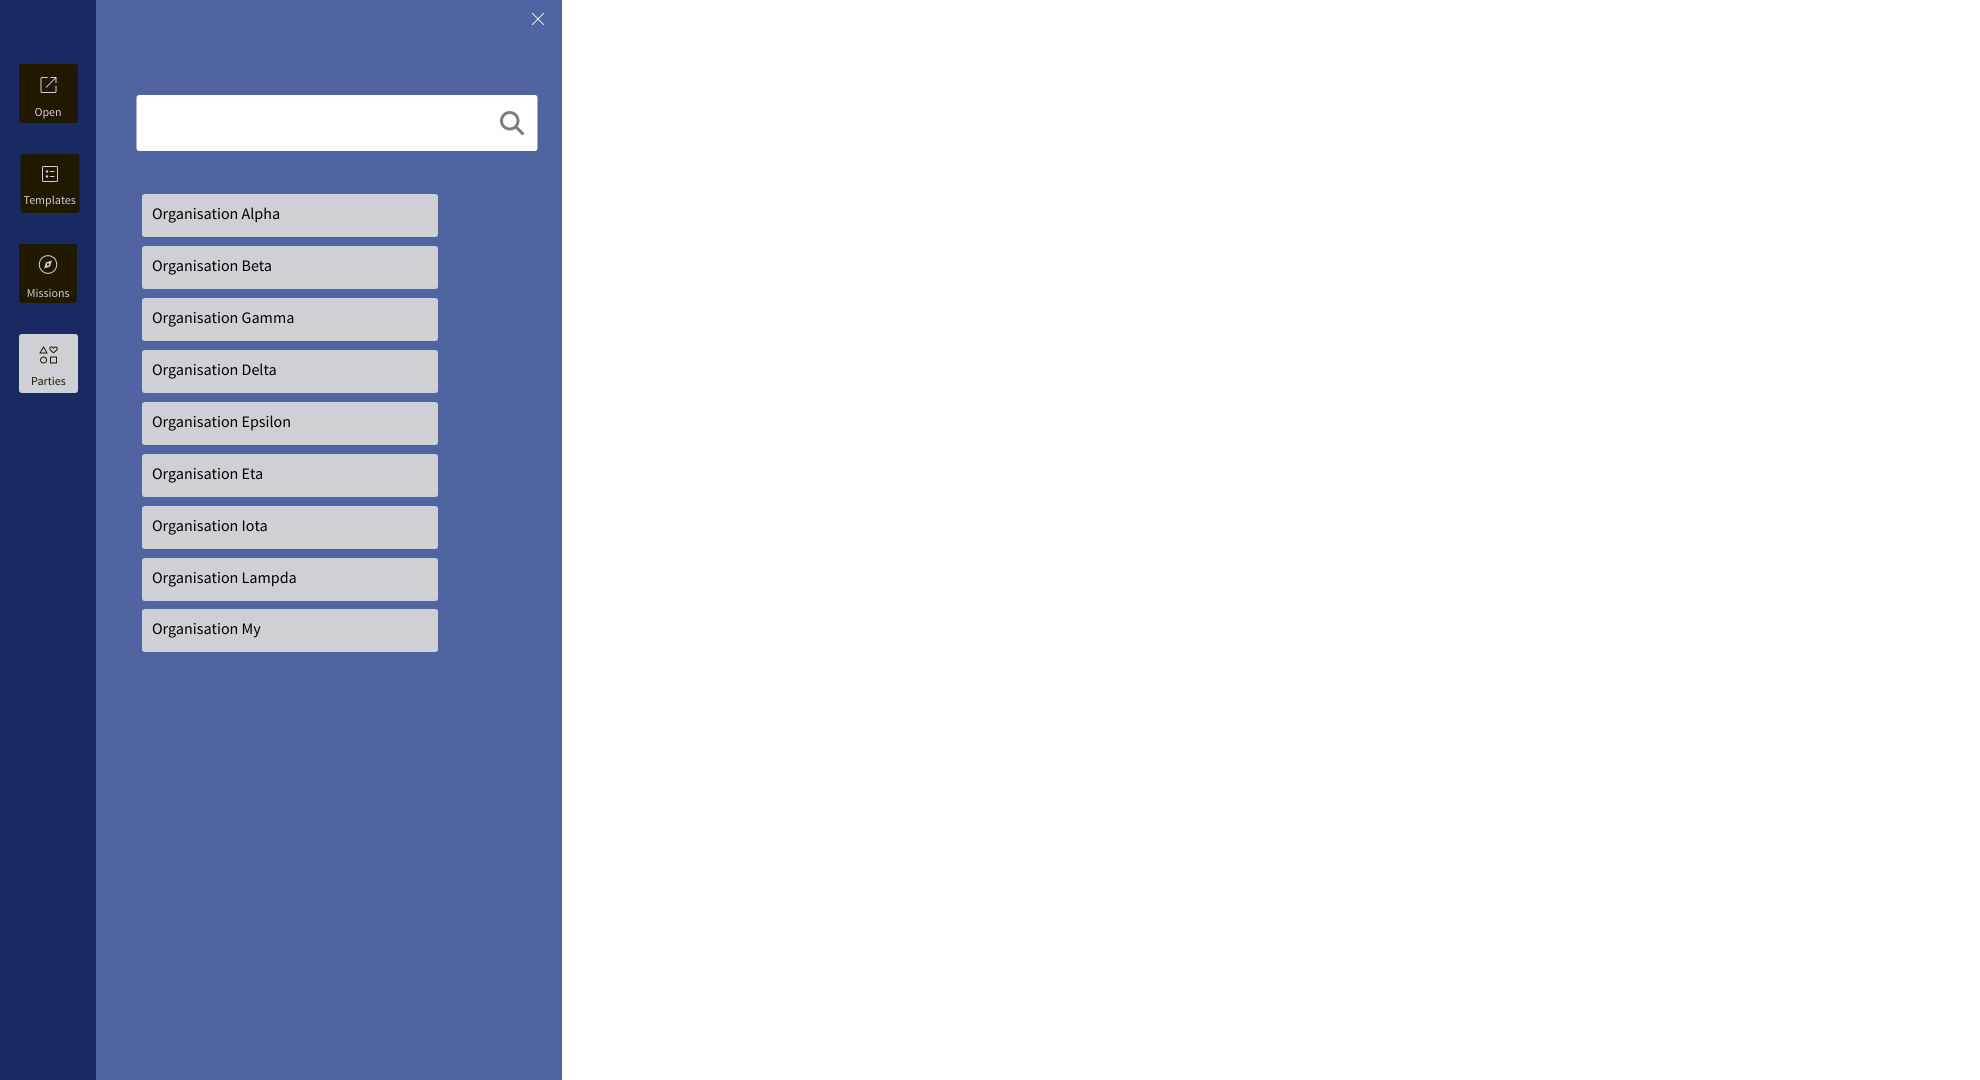 Open
Templates
Missions
Parties
Organisation Alpha
Organisation Beta
Organisation Gamma
Organisation Delta
Organisation Epsilon
Organisation Eta
Organisation Iota
Organisation Lampda
Organisation My